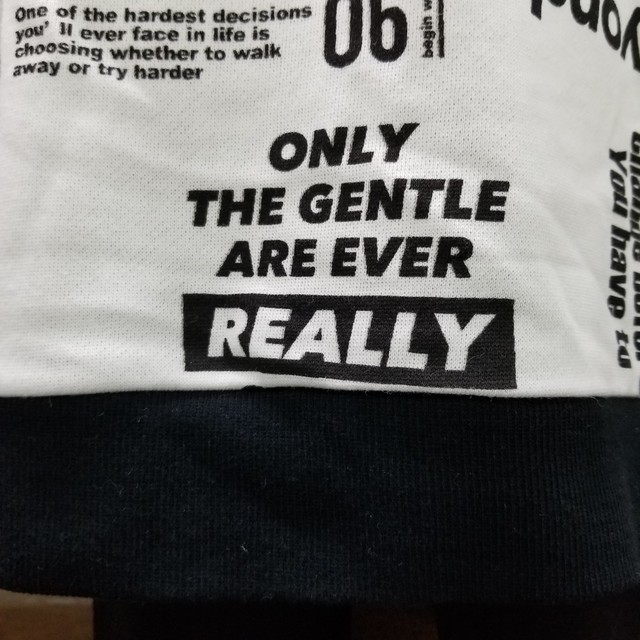 One of the hardest decisions
you' ll ever face in life is
choosing whether to walk
away or try harder
06
begin w
ONLY
THE GENTLE
ARE EVER
REALLY
you have to